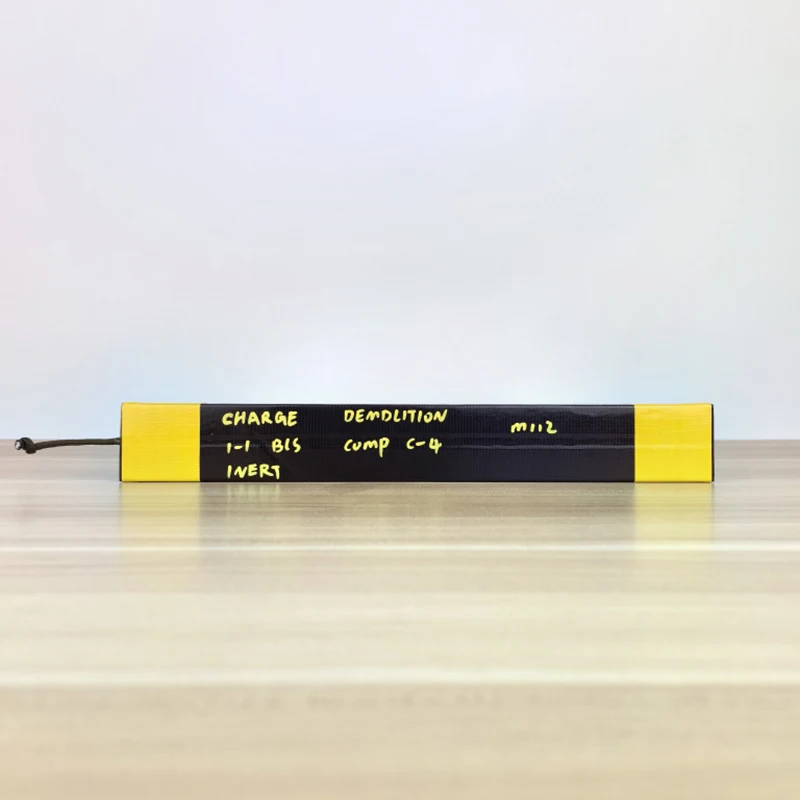 CHARGE DEMOLITION M112
1-1 BLS COMP C-4
INERT